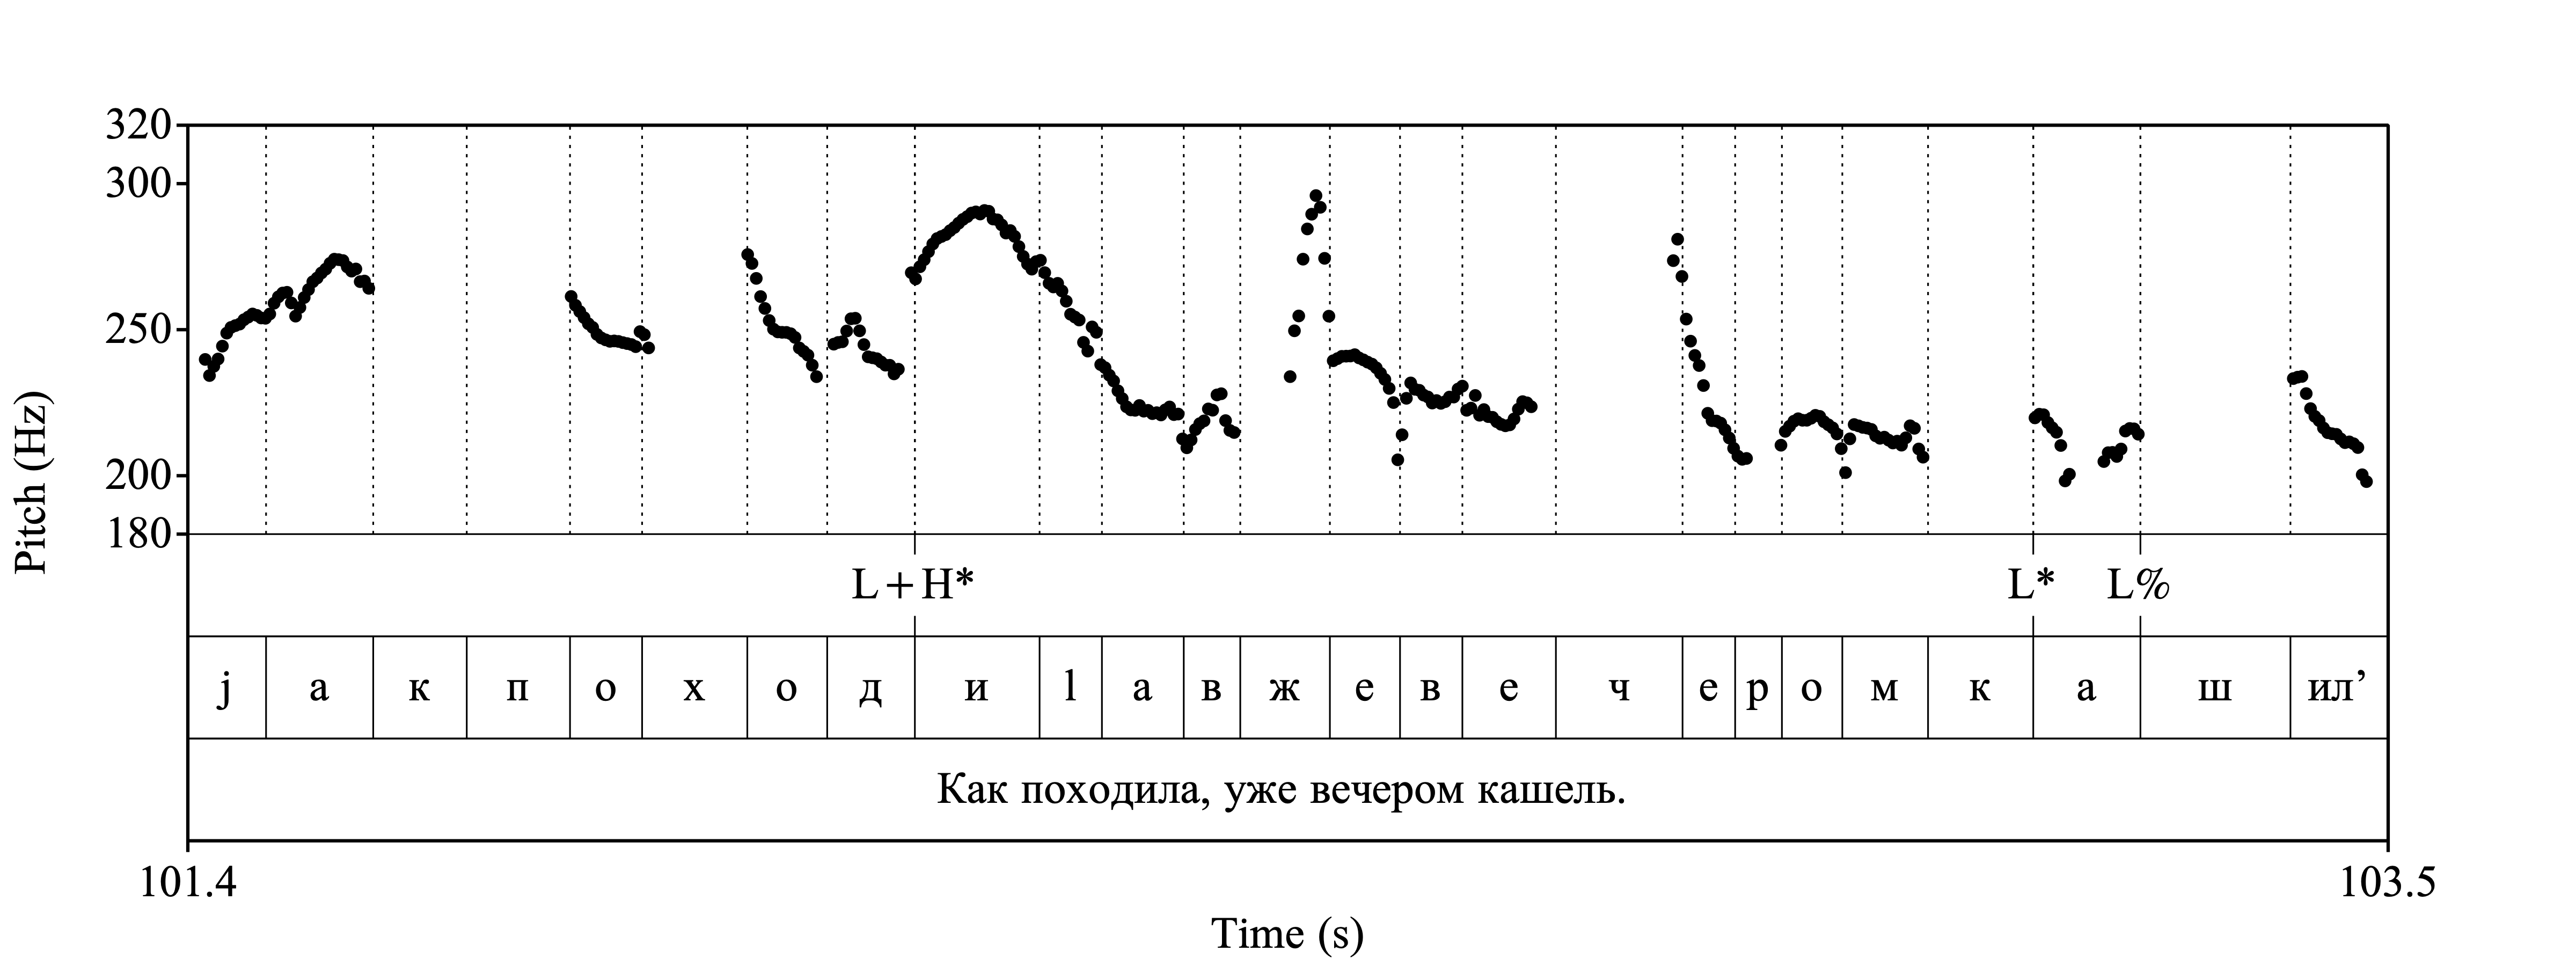 320
300
250
200
180
Pitch (Hz)
L+H* L* L%
ј а к п о х о д и l а в ж е в е ч е р о м к а ш ил’
Как походила, уже вечером кашель.
101.4 103.5
Time (s)